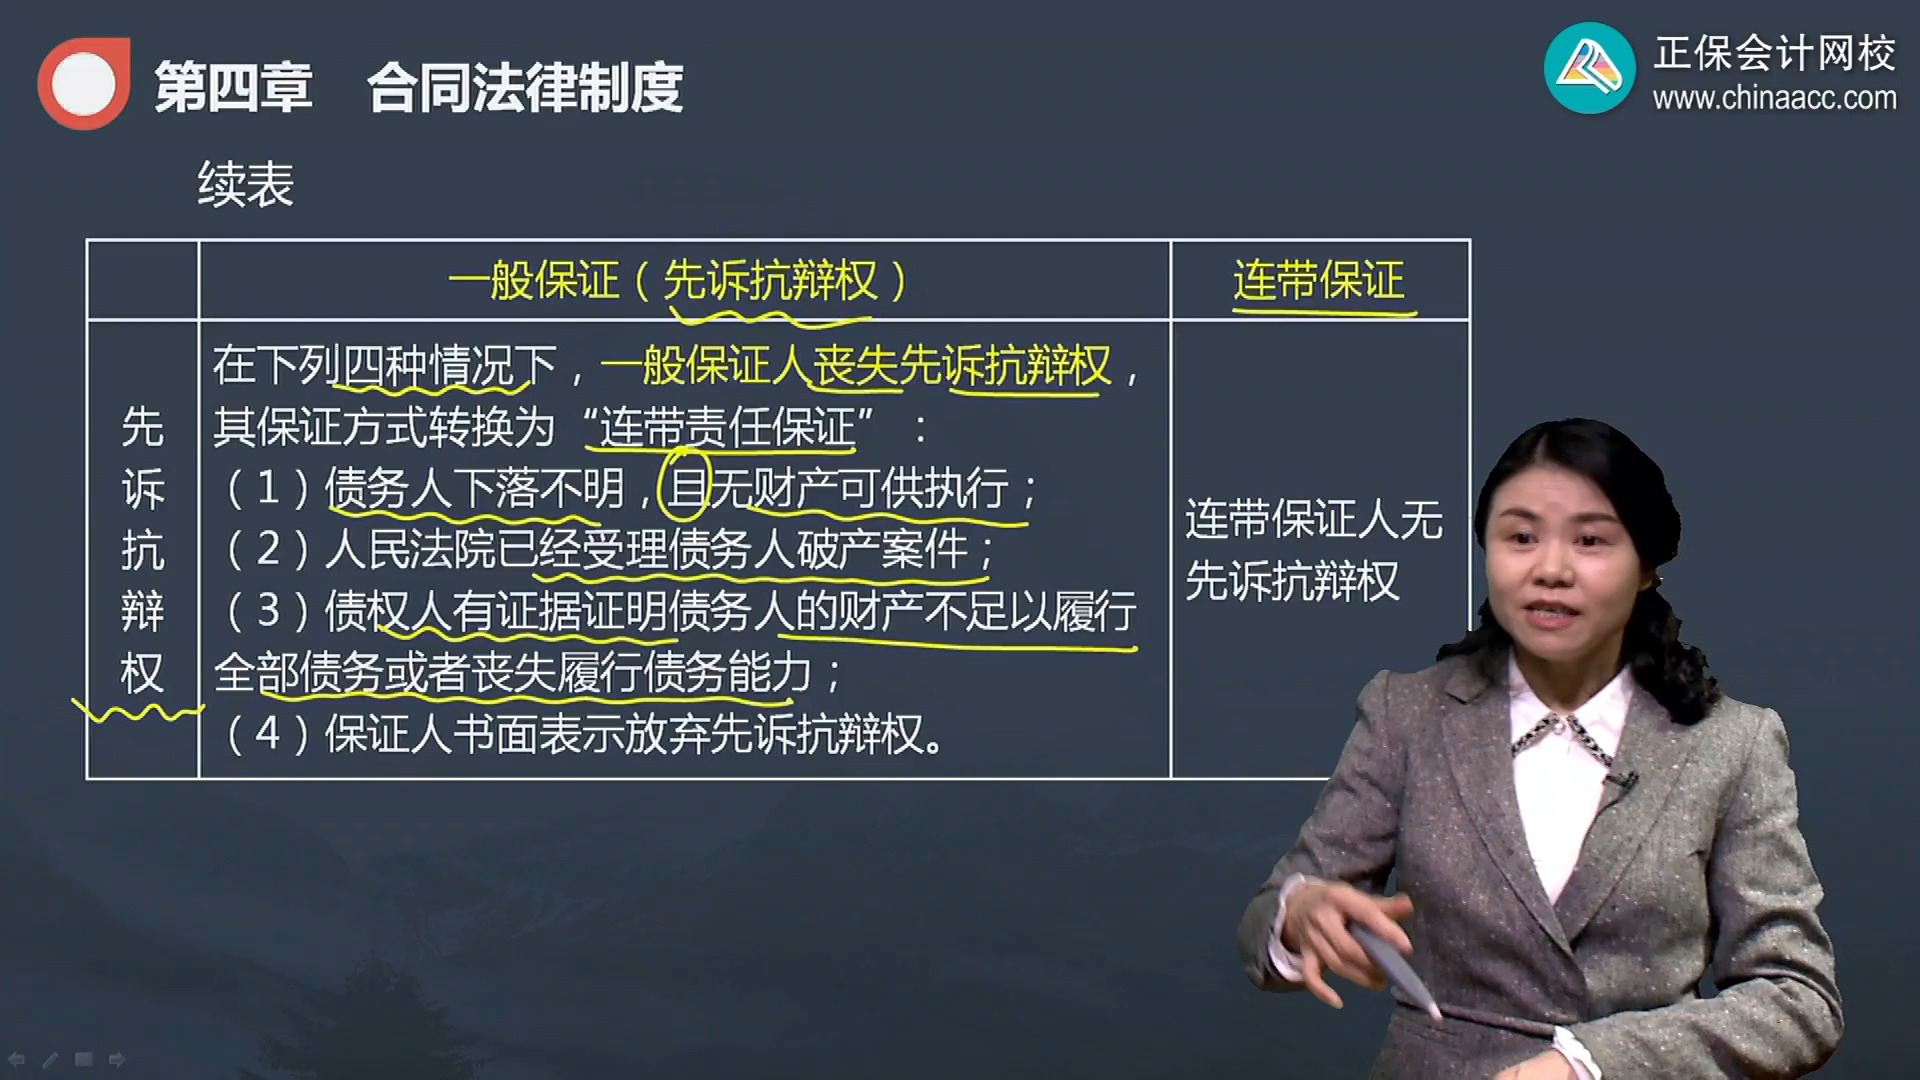 第四章 合同法律制度
正保会计网校
www.chinaacc.com
续表
一般保证（先诉抗辩权）
连带保证
先诉抗辩权
在下列四种情况下，一般保证人丧失先诉抗辩权，
其保证方式转换为“连带责任保证”：
（1）债务人下落不明，且无财产可供执行；
（2）人民法院已经受理债务人破产案件；
（3）债权人有证据证明债务人的财产不足以履行
全部债务或者丧失履行债务能力；
（4）保证人书面表示放弃先诉抗辩权。
连带保证人无
先诉抗辩权